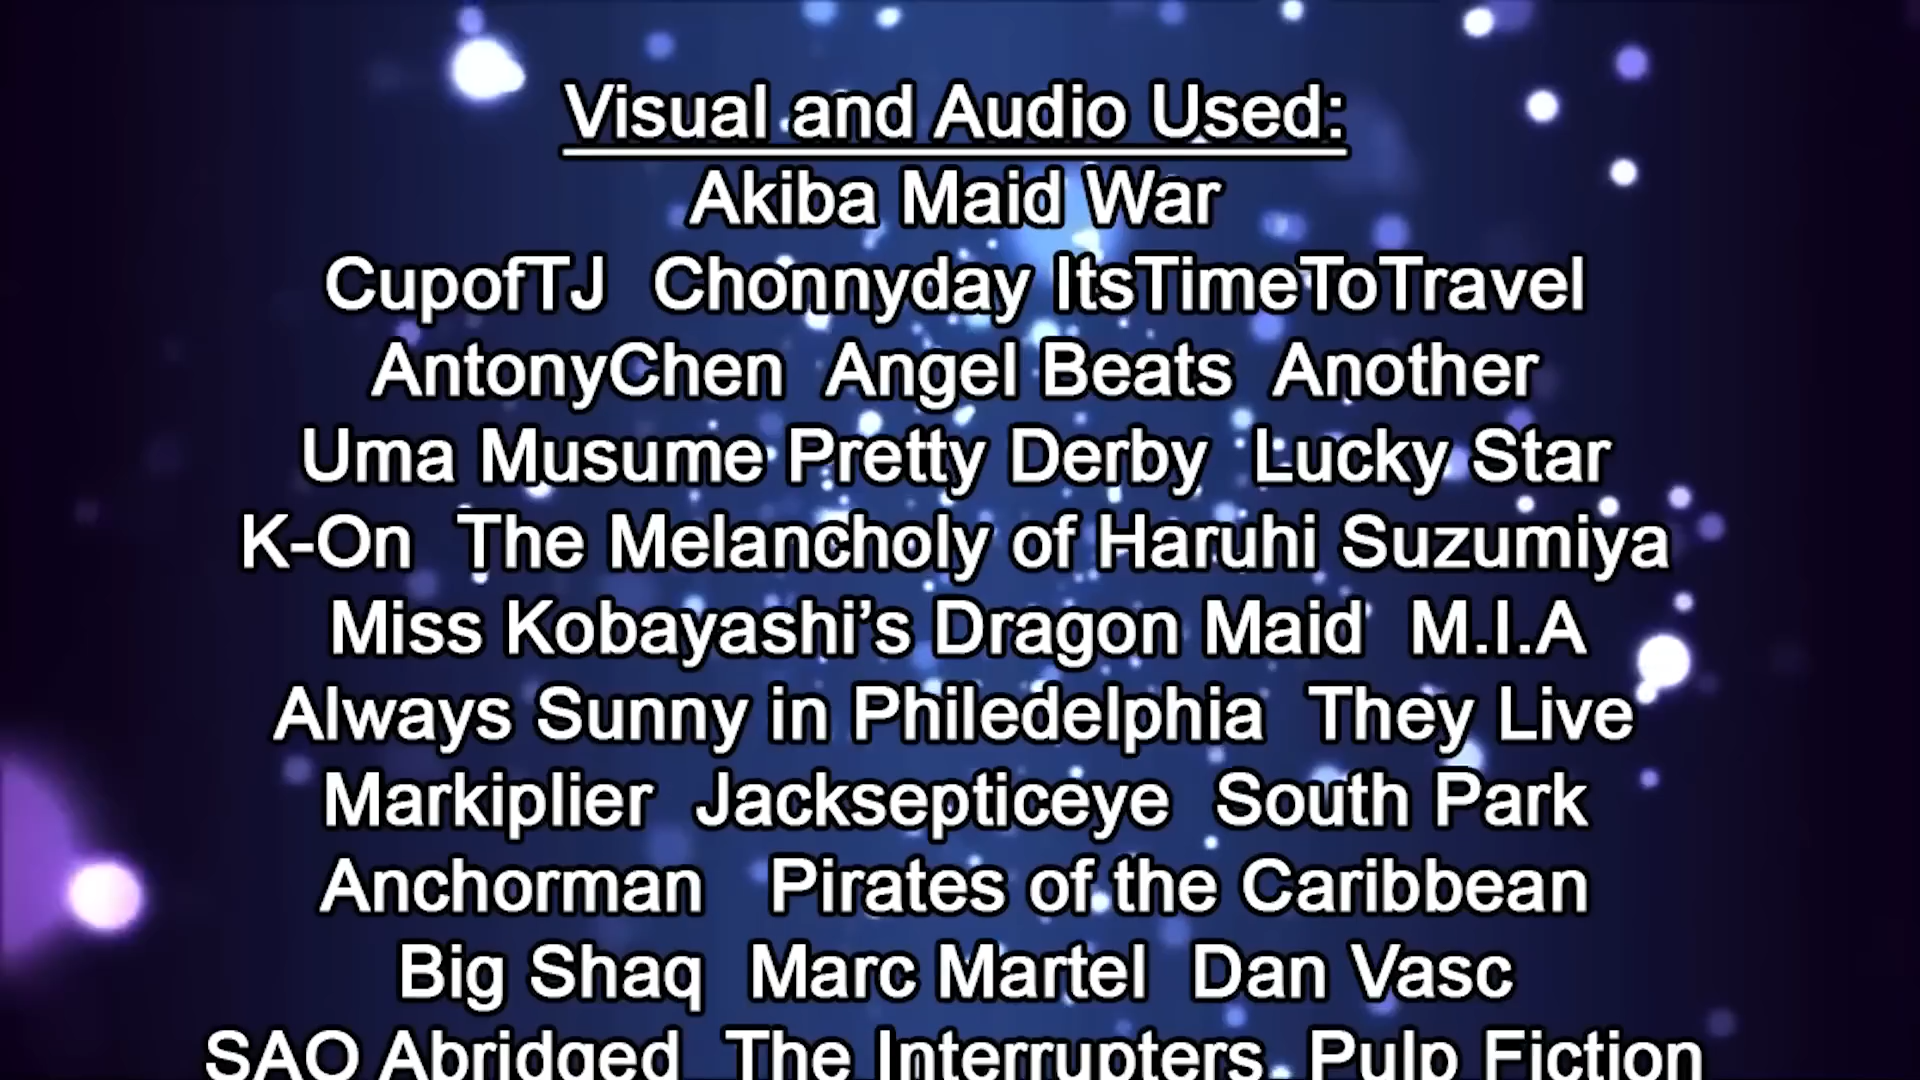 Visual and Audio Used:
Akiba Maid War
CupofTJ  Chonnyday ItsTimeToTravel
AntonyChen  Angel Beats  Another
Uma Musume Pretty Derby  Lucky Star
K-On  The Melancholy of Haruhi Suzumiya
Miss Kobayashi’s Dragon Maid  M.I.A
Always Sunny in Philedelphia  They Live
Markiplier  Jacksepticeye  South Park
Anchorman  Pirates of the Caribbean
Big Shaq  Marc Martel  Dan Vasc
SAO Abridged  The Interrupters  Pulp Fiction